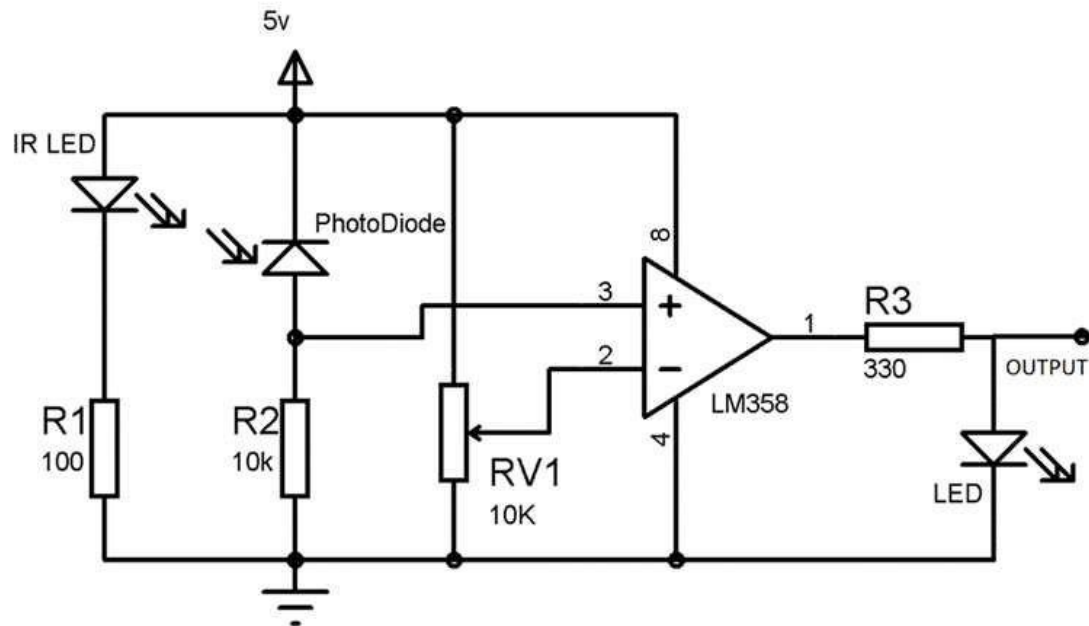 5v
IR LED
PhotoDiode
8
3
+
R3
1
2
-
330
OUTPUT
LM358
R1
100
R2
10k
4
RV1
10K
LED